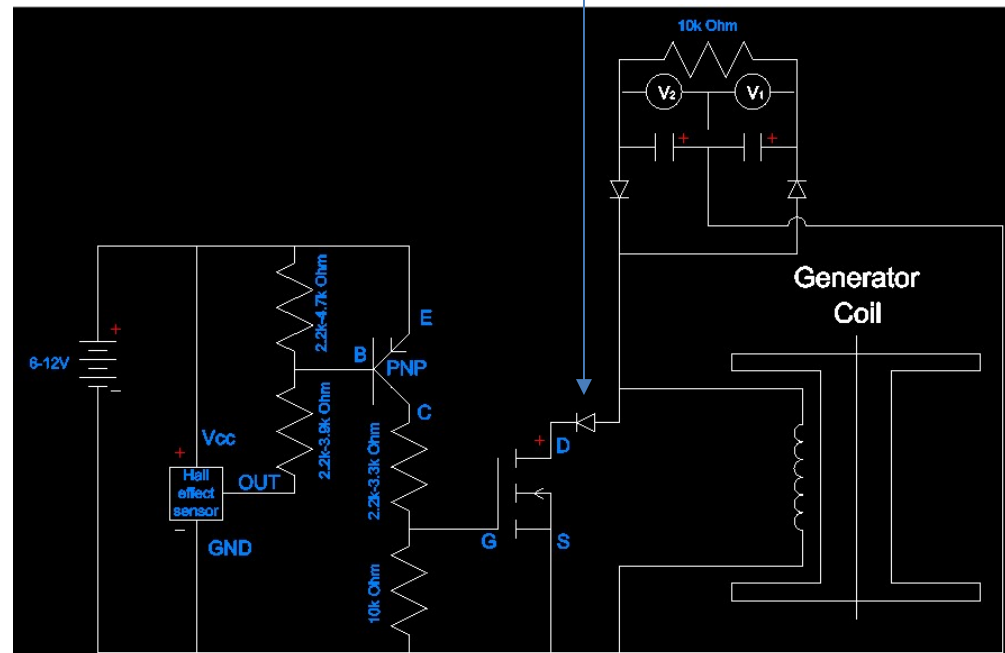 10k Ohm
V2
V1
+
+
Generator
Coil
+
6-12V
-
2.2k-4.7k Ohm
E
B
PNP
C
2.2k-3.9k Ohm
2.2k-3.3k Ohm
+
D
Vcc
+
Hall
effect
sensor
OUT
-
GND
G
S
10k Ohm